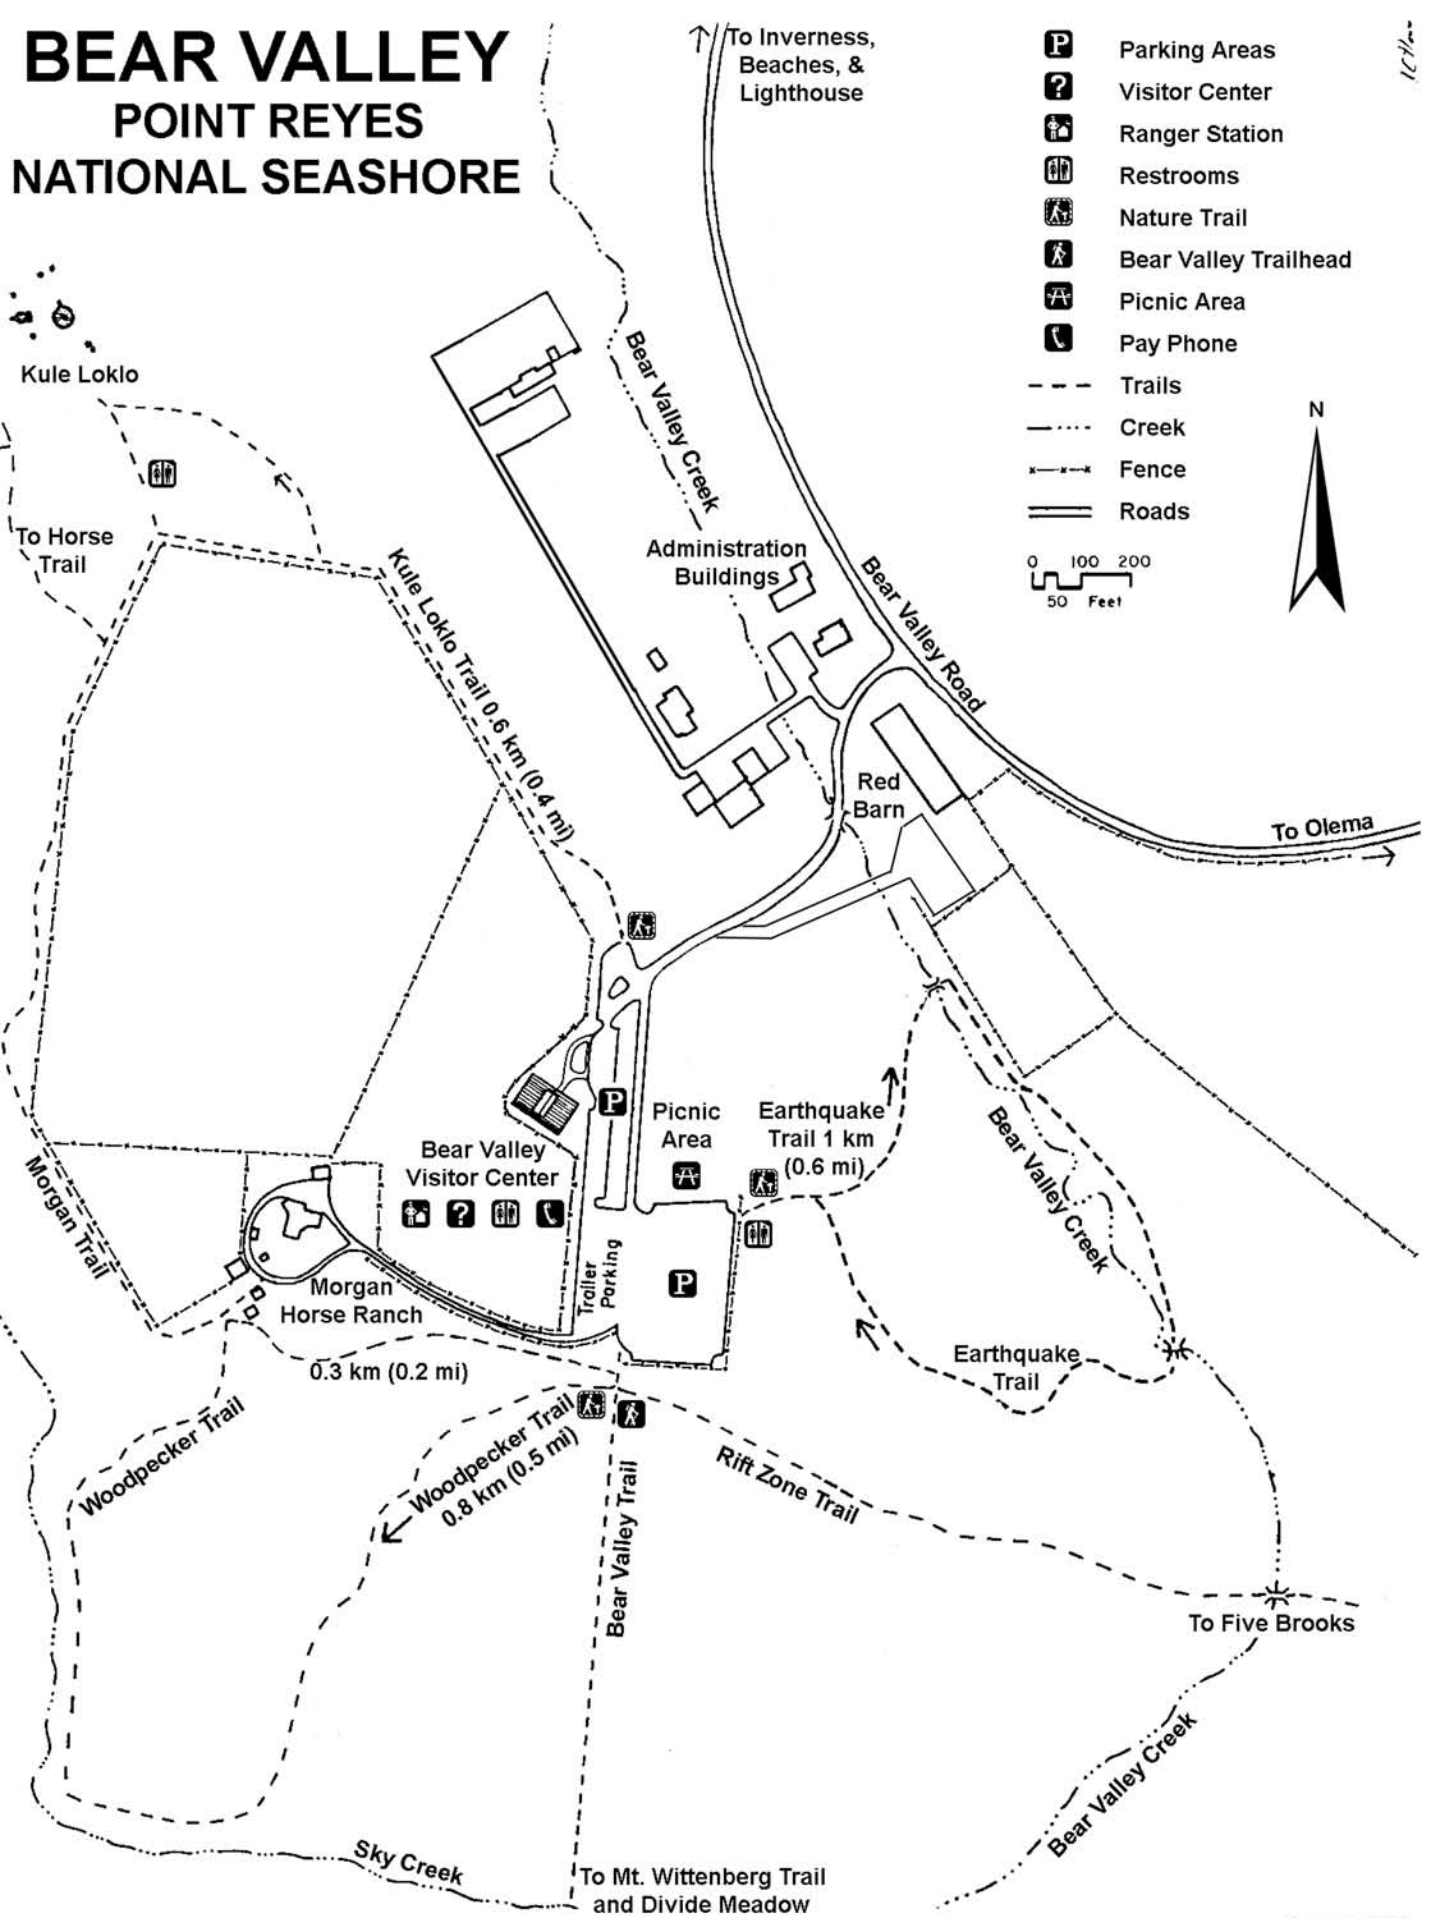 BEAR VALLEY
POINT REYES
NATIONAL SEASHORE
To Inverness,
Beaches, &
Lighthouse
P Parking Areas
? Visitor Center
Ranger Station
Restrooms
Nature Trail
Bear Valley Trailhead
Picnic Area
Pay Phone
Trails
Creek
Fence
Roads
N
0 100 200
50 Feet
Kule Loklo
To Horse
Trail
Bear Valley Creek
Administration
Buildings
Bear Valley Road
Kule Loklo Trail 0.6 km (0.4 mi)
Red
Barn
To Olema
P
Picnic
Area
Earthquake
Trail 1 km
(0.6 mi)
Bear Valley
Visitor Center
?
Bear Valley Creek
Morgan Trail
Trailer
Parking
P
Morgan
Horse Ranch
0.3 km (0.2 mi)
Earthquake
Trail
Woodpecker Trail
Woodpecker Trail
0.8 km (0.5 mi)
Bear Valley Trail
Rift Zone Trail
To Five Brooks
Bear Valley Creek
Sky Creek
To Mt. Wittenberg Trail
and Divide Meadow